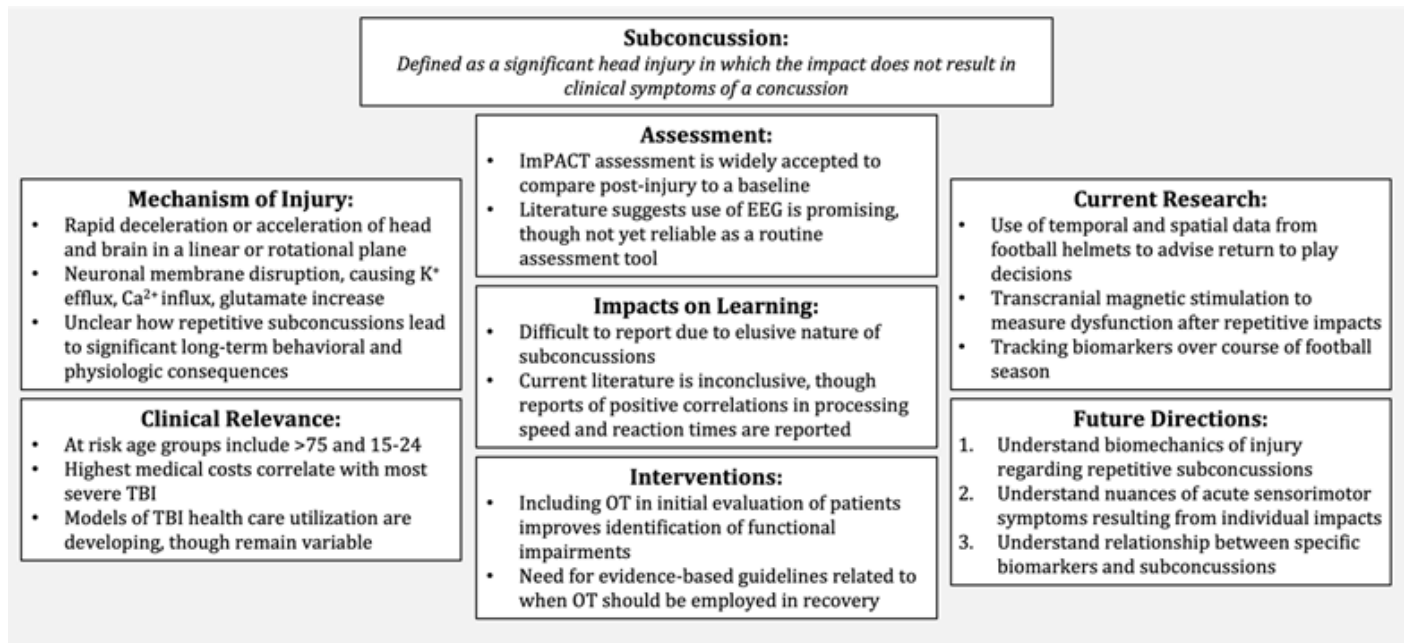 Subconcussion:
Defined as a significant head injury in which the impact does not result in
clinical symptoms of a concussion
Mechanism of Injury:
• Rapid deceleration or acceleration of head
and brain in a linear or rotational plane
• Neuronal membrane disruption, causing K⁺
efflux, Ca²⁺ influx, glutamate increase
• Unclear how repetitive subconcussions lead
to significant long-term behavioral and
physiologic consequences
Clinical Relevance:
• At risk age groups include >75 and 15-24
• Highest medical costs correlate with most
severe TBI
• Models of TBI health care utilization are
developing, though remain variable
Assessment:
• ImPACT assessment is widely accepted to
compare post-injury to a baseline
• Literature suggests use of EEG is promising,
though not yet reliable as a routine
assessment tool
Impacts on Learning:
• Difficult to report due to elusive nature of
subconcussions
• Current literature is inconclusive, though
reports of positive correlations in processing
speed and reaction times are reported
Interventions:
• Including OT in initial evaluation of patients
improves identification of functional
impairments
• Need for evidence-based guidelines related to
when OT should be employed in recovery
Current Research:
• Use of temporal and spatial data from
football helmets to advise return to play
decisions
• Transcranial magnetic stimulation to
measure dysfunction after repetitive impacts
• Tracking biomarkers over course of football
season
Future Directions:
1. Understand biomechanics of injury
regarding repetitive subconcussions
2. Understand nuances of acute sensorimotor
symptoms resulting from individual impacts
3. Understand relationship between specific
biomarkers and subconcussions